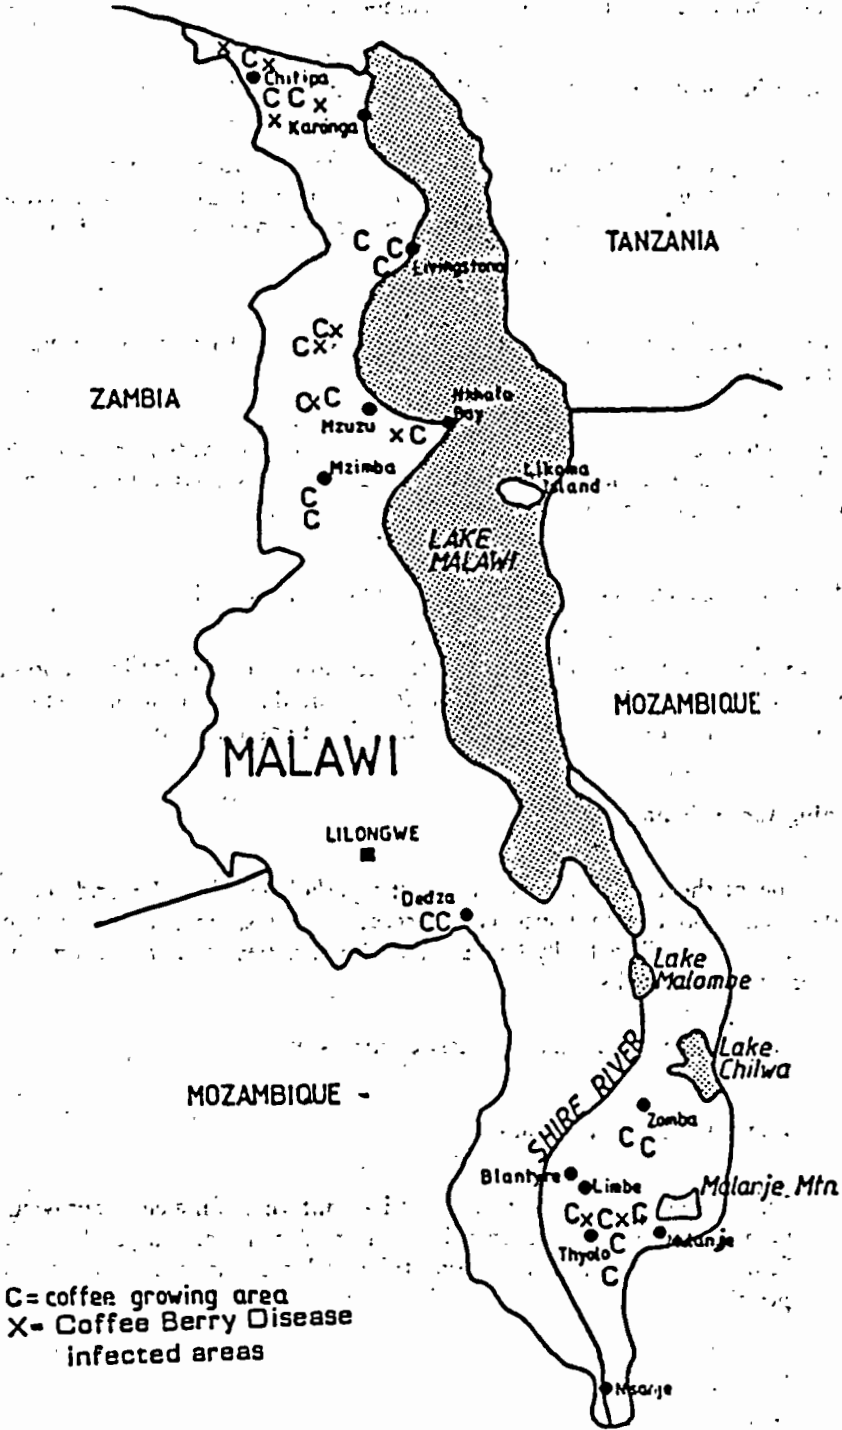 C X
Chitipa
C C X
X Karonga
TANZANIA
C C
C
Livingstona
C X
C X
ZAMBIA
C X C
Nkhata
Bay
Mzuzu
X C
Mzimba
C
C
Likoma
Island
LAKE
MALAWI
MOZAMBIQUE
MALAWI
LILONGWE
Dedza
CC
Lake
Malombe
Lake
Chilwa
SHIRE RIVER
MOZAMBIQUE -
Zomba
C C
Blantyre
Limbe
Mulanje Mtn
C X C X C
Mulanje
Thyolo C
C
C= coffee growing area
X= Coffee Berry Disease
infected areas
Nsanje